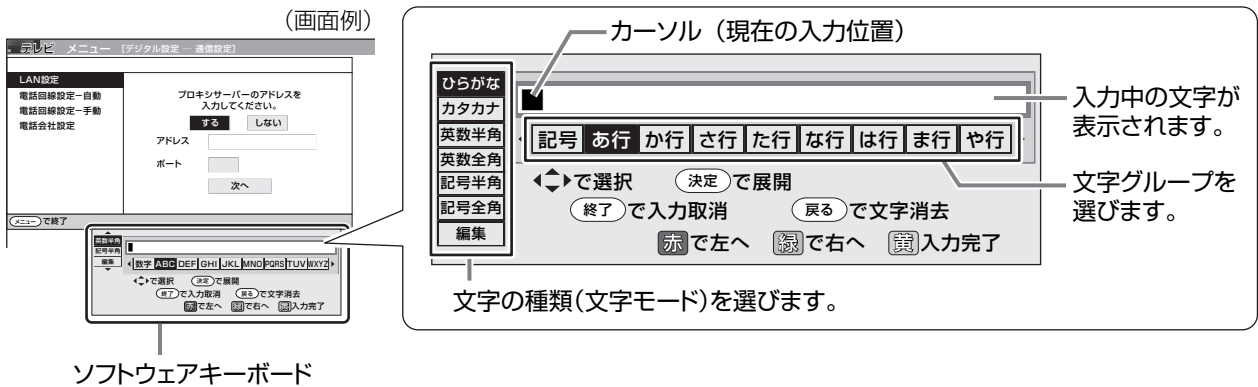 （画面例）
テレビ メニュー [デジタル設定 … 通信設定]
LAN設定
電話回線設定－自動
電話回線設定－手動
電話会社設定
プロキシサーバーのアドレスを
入力してください。
する しない
アドレス
ポート
次へ
メニューで終了
英数半角
記号半角
編集
数字 ABC DEF GHI JKL MNO PQRS TUV WXYZ
で選択 決定で展開
終了で入力取消 戻るで文字消去
赤で左へ 緑で右へ 黄入力完了
ソフトウェアキーボード
カーソル（現在の入力位置）
ひらがな
カタカナ
英数半角
英数全角
記号半角
記号全角
編集
記号 あ行 か行 さ行 た行 な行 は行 ま行 や行
で選択 決定で展開
終了で入力取消 戻るで文字消去
赤で左へ 緑で右へ 黄入力完了
入力中の文字が
表示されます。
文字グループを
選びます。
文字の種類（文字モード）を選びます。